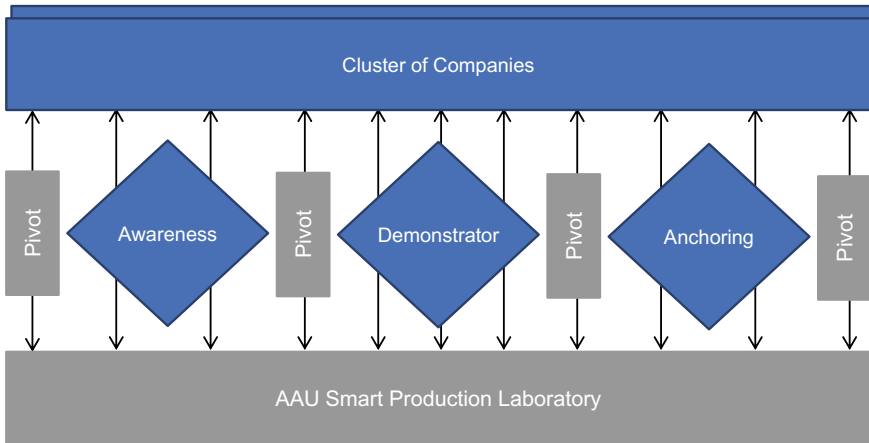 Cluster of Companies
Pivot
Awareness
Pivot
Demonstrator
Pivot
Anchoring
Pivot
AAU Smart Production Laboratory